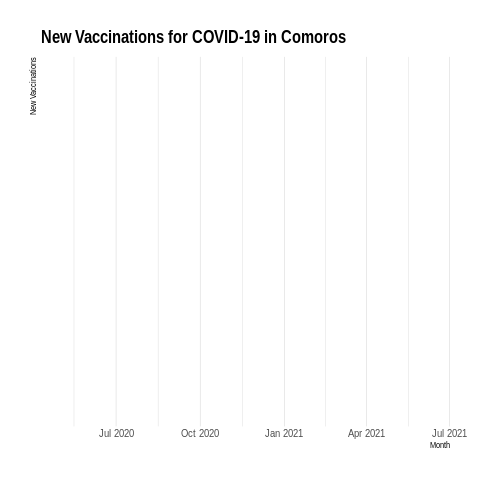 New Vaccinations for COVID-19 in Comoros
New Vaccinations
Jul 2020 Oct 2020 Jan 2021 Apr 2021 Jul 2021
Month